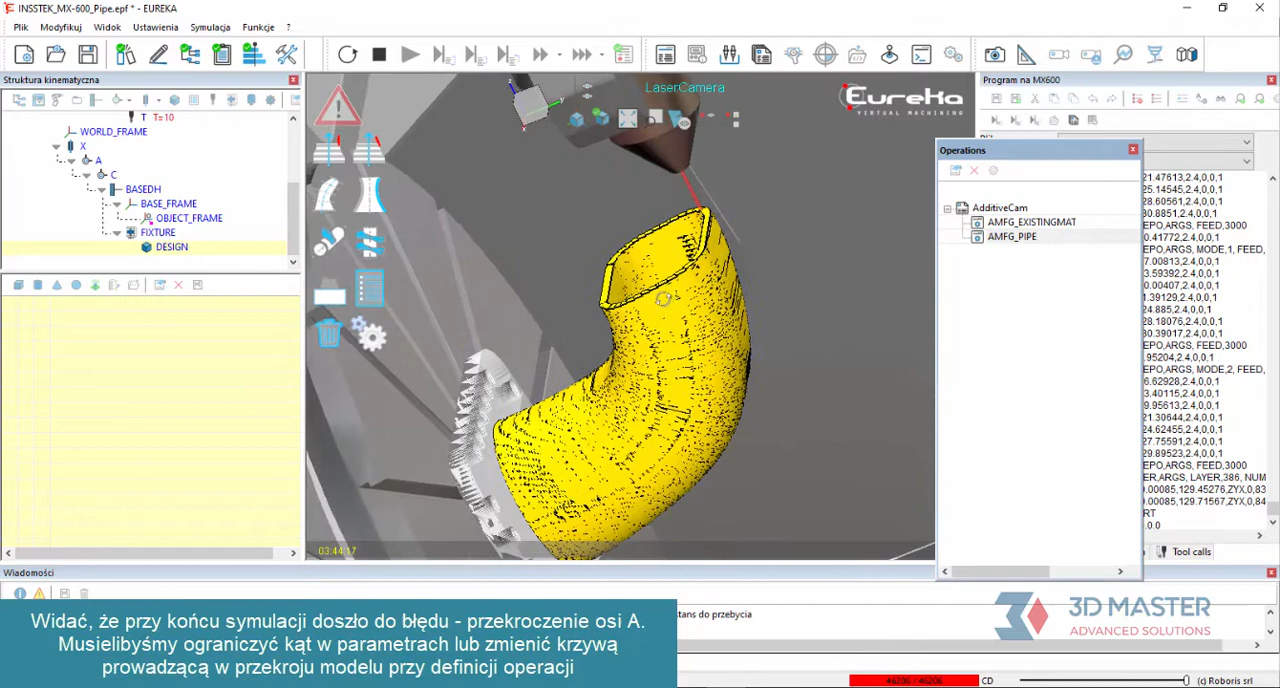 INSSTEK_MX-600_Pipe.epf * - EUREKA
Plik Modyfikuj Widok Ustawienia Symulacja Funkcje
Struktura kinematyczna
T T=10
WORLD_FRAME
X
A
C
BASEDH
BASE_FRAME
OBJECT_FRAME
FIXTURE
DESIGN
LaserCamera
EUREKA
VIRTUAL MACHINING
03:44:17
Program na MX600
Operations
AdditiveCam
AMFG_EXISTINGMAT
AMFG_PIPE
21.47613,2.4,0,0,1
25.14545,2.4,0,0,1
28.60561,2.4,0,0,1
30.8851,2.4,0,0,1
EPO,ARGS, FEED,3000
0.41772,2.4,0,0,1
EPO,ARGS, MODE,1, FEED,
7.00813,2.4,0,0,1
3.59392,2.4,0,0,1
0.00407,2.4,0,0,1
1.39129,2.4,0,0,1
24.885,2.4,0,0,1
28.18076,2.4,0,0,1
30.39017,2.4,0,0,1
EPO,ARGS, FEED,3000
.95204,2.4,0,0,1
EPO,ARGS, MODE,2, FEED,
6.62928,2.4,0,0,1
3.40115,2.4,0,0,1
9.95613,2.4,0,0,1
21.30644,2.4,0,0,1
24.62455,2.4,0,0,1
27.75591,2.4,0,0,1
29.89523,2.4,0,0,1
EPO,ARGS, FEED,3000
ER,ARGS, LAYER,386, NUM
0.00085,129.45276,ZYX,0,83
0.00085,129.71567,ZYX,0,84
RT
.0.0
Tool calls
Wiadomości
stans do przebycia
Widać, że przy końcu symulacji doszło do błędu - przekroczenie osi A.
Musielibyśmy ograniczyć kąt w parametrach lub zmienić krzywą
prowadzącą w przekroju modelu przy definicji operacji
3D MASTER
ADVANCED SOLUTIONS
46206 / 46206 CD (c) Roboris srl